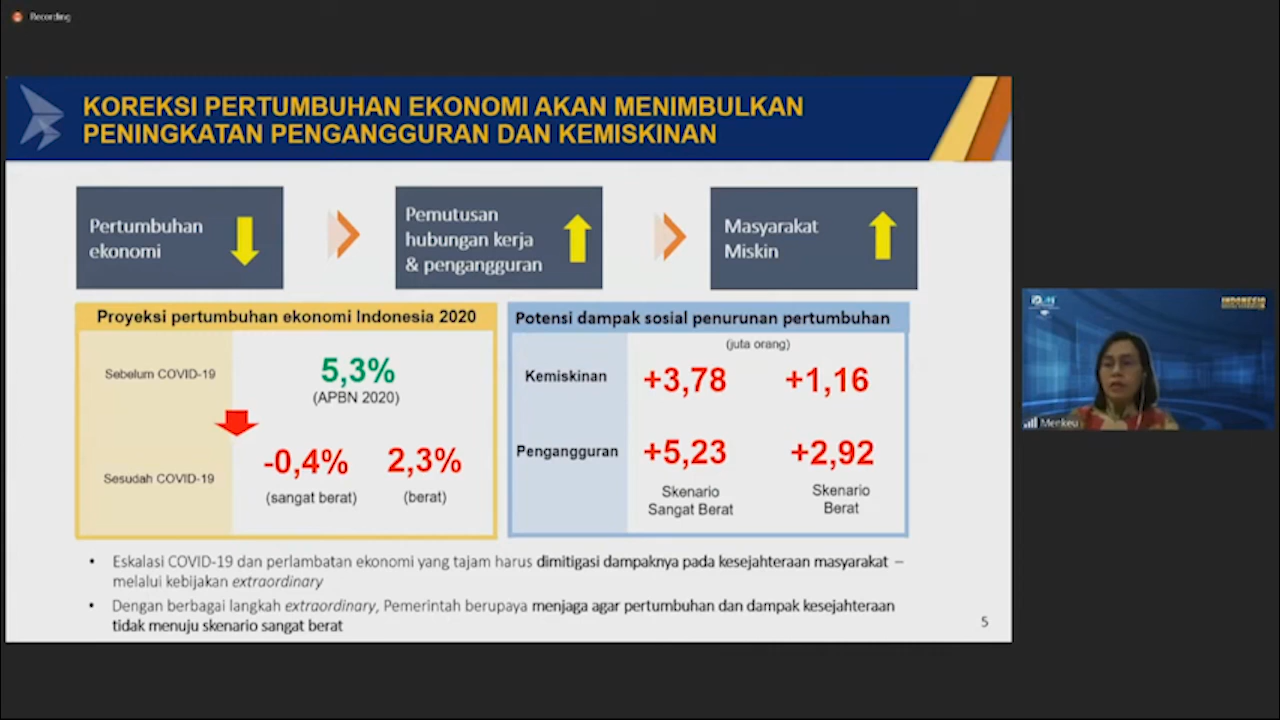 Recording
KOREKSI PERTUMBUHAN EKONOMI AKAN MENIMBULKAN
PENINGKATAN PENGANGGURAN DAN KEMISKINAN
Pertumbuhan
ekonomi
Pemutusan
hubungan kerja
& pengangguran
Masyarakat
Miskin
Proyeksi pertumbuhan ekonomi Indonesia 2020
Sebelum COVID-19
5,3%
(APBN 2020)
Sesudah COVID-19
-0,4% 2,3%
(sangat berat) (berat)
Potensi dampak sosial penurunan pertumbuhan
(juta orang)
Kemiskinan +3,78 +1,16
Pengangguran +5,23 +2,92
Skenario
Sangat Berat
Skenario
Berat
• Eskalasi COVID-19 dan perlambatan ekonomi yang tajam harus dimitigasi dampaknya pada kesejahteraan masyarakat –
melalui kebijakan extraordinary
• Dengan berbagai langkah extraordinary, Pemerintah berupaya menjaga agar pertumbuhan dan dampak kesejahteraan
tidak menuju skenario sangat berat
5
INDONESIA
Menkeu